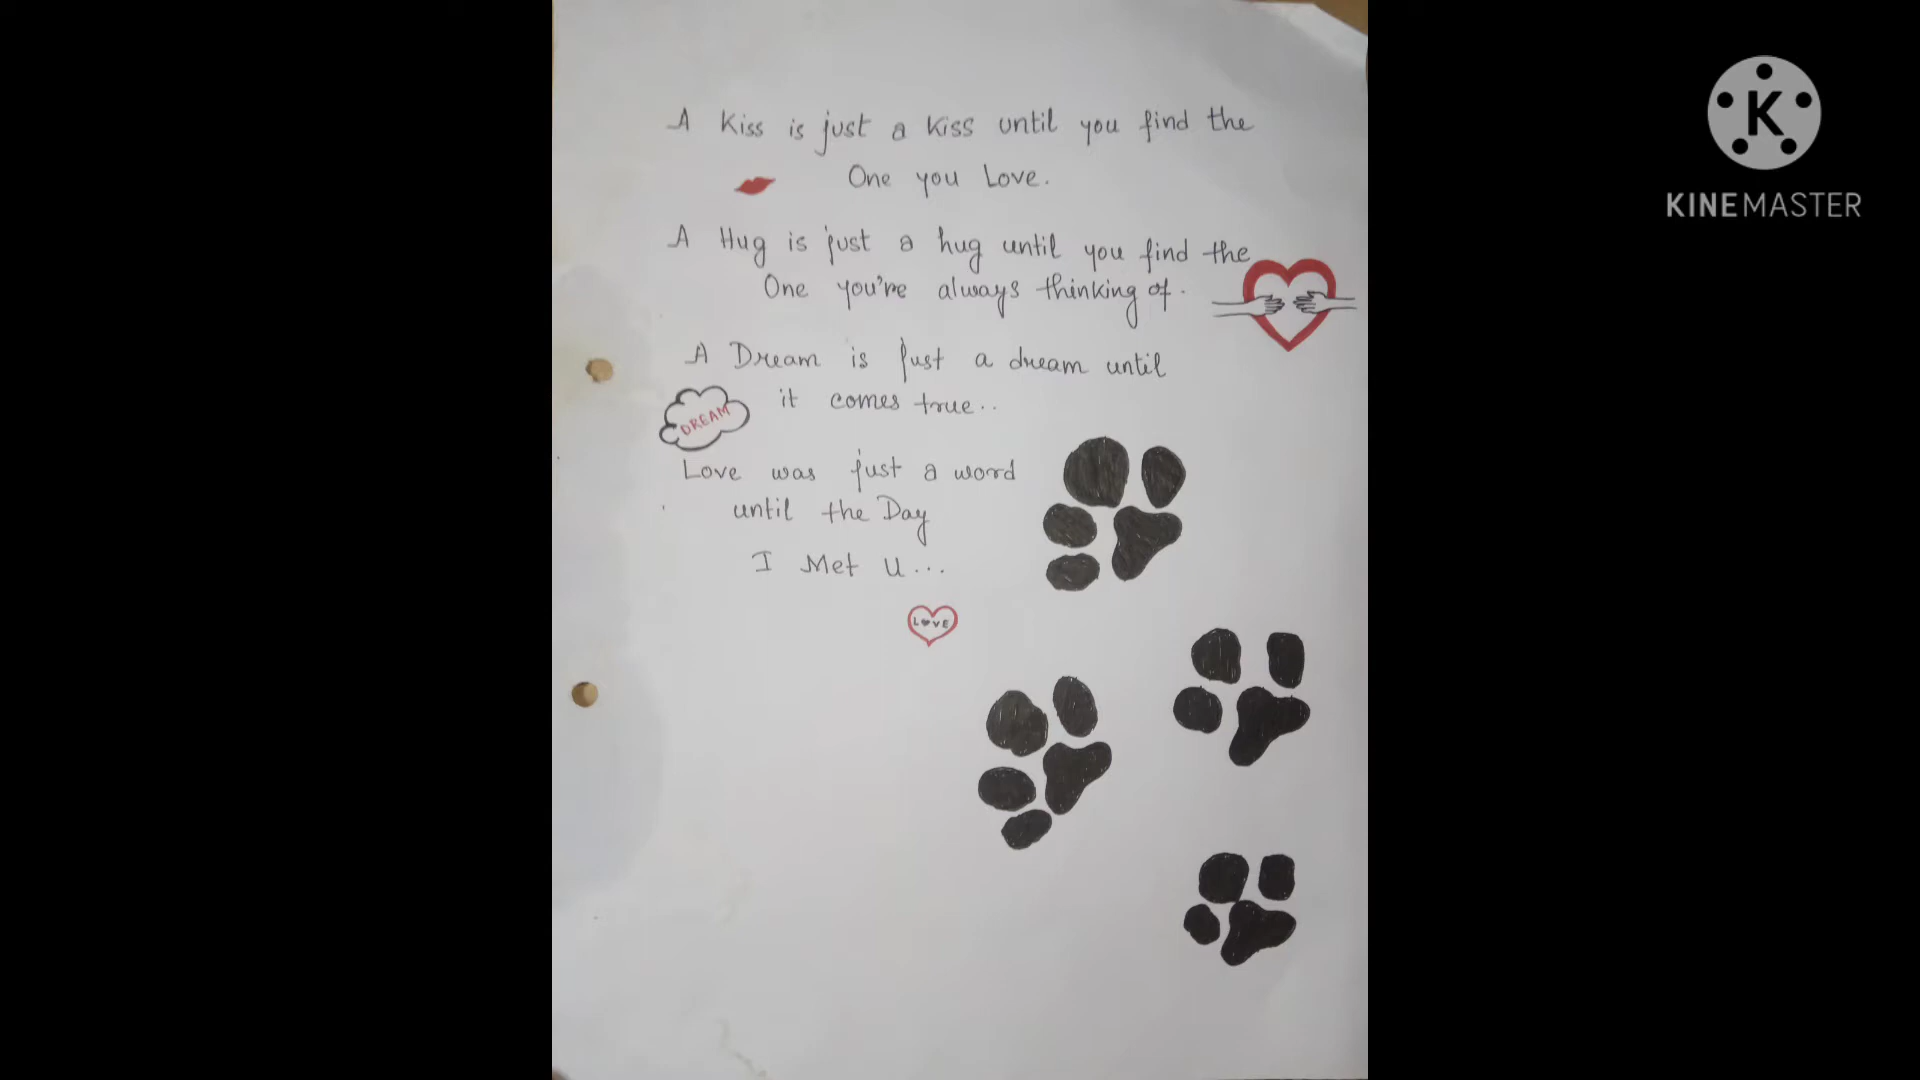 A Kiss is just a Kiss until you find the
One you Love.
A Hug is just a hug until you find the
One you're always thinking of.
A Dream is just a dream until
it comes true..
DREAM
Love was just a word
until the Day
I Met U...
LOVE
K
KINEMASTER